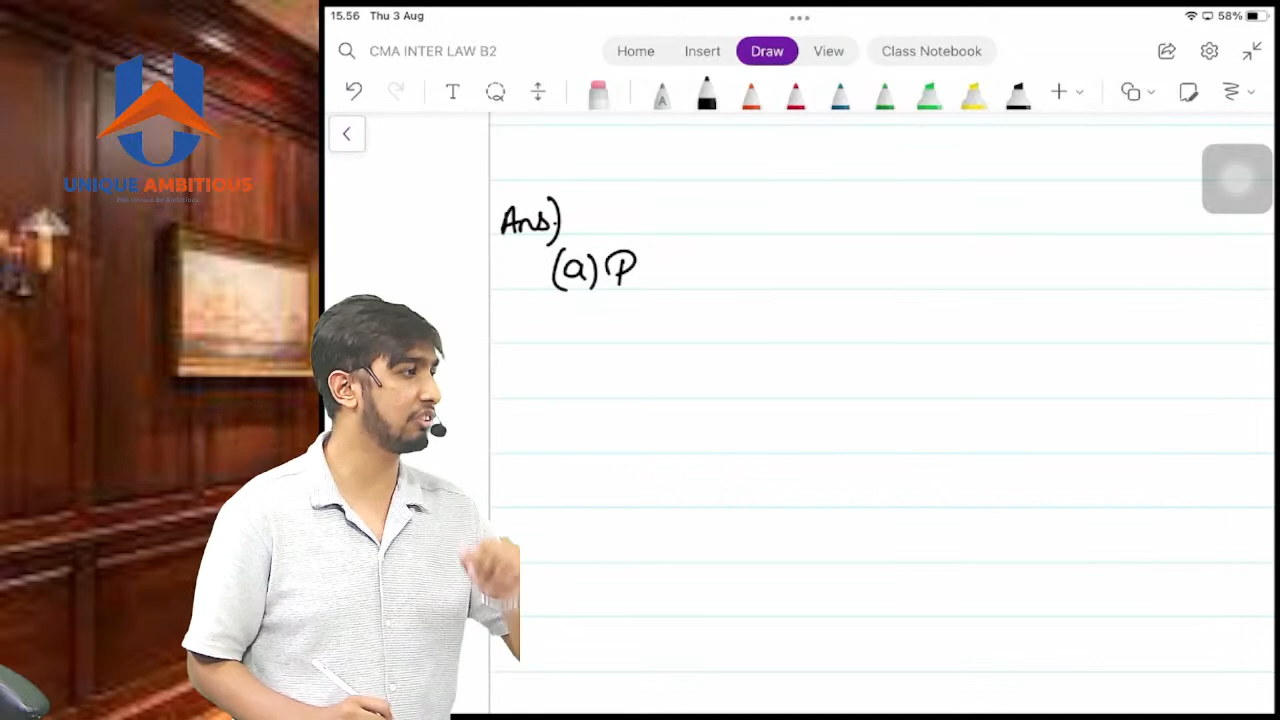 15.56 Thu 3 Aug
58%
CMA INTER LAW B2
Home Insert Draw View Class Notebook
T
A
UNIQUE AMBITIOUS
Ans)
(a) P